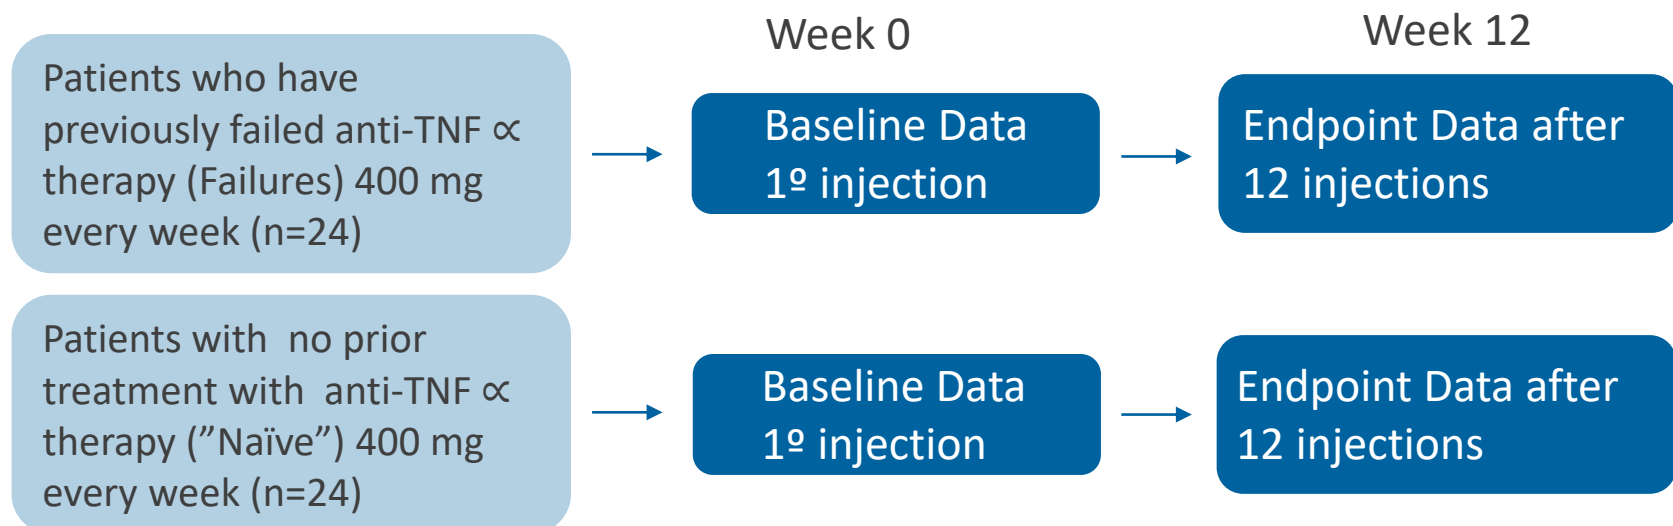 Week 0
Week 12
Patients who have
previously failed anti-TNF ∝
therapy (Failures) 400 mg
every week (n=24)
Baseline Data
1º injection
Endpoint Data after
12 injections
Patients with  no prior
treatment with  anti-TNF ∝
therapy (”Naïve”) 400 mg
every week (n=24)
Baseline Data
1º injection
Endpoint Data after
12 injections